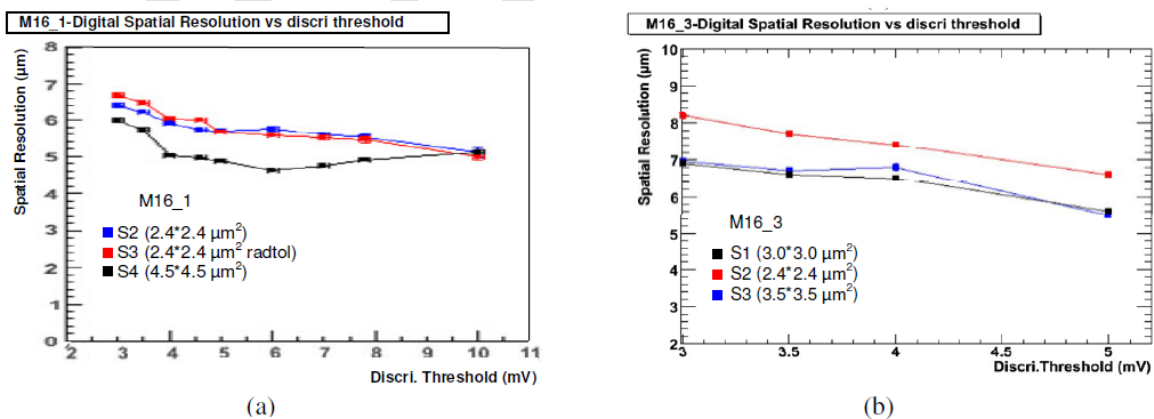 M16_1-Digital Spatial Resolution vs discri threshold
Spatial Resolution (µm)
8
7
6
5
4
3
2
1
0
M16_1
S2 (2.4*2.4 µm²)
S3 (2.4*2.4 µm² radtol)
S4 (4.5*4.5 µm²)
2 3 4 5 6 7 8 9 10 11
Discri. Threshold (mV)
(a)
M16_3-Digital Spatial Resolution vs discri threshold
Spatial Resolution (µm)
10
9
8
7
6
5
4
3
2
M16_3
S1 (3.0*3.0 µm²)
S2 (2.4*2.4 µm²)
S3 (3.5*3.5 µm²)
3 3.5 4 4.5 5
Discri.Threshold (mV)
(b)